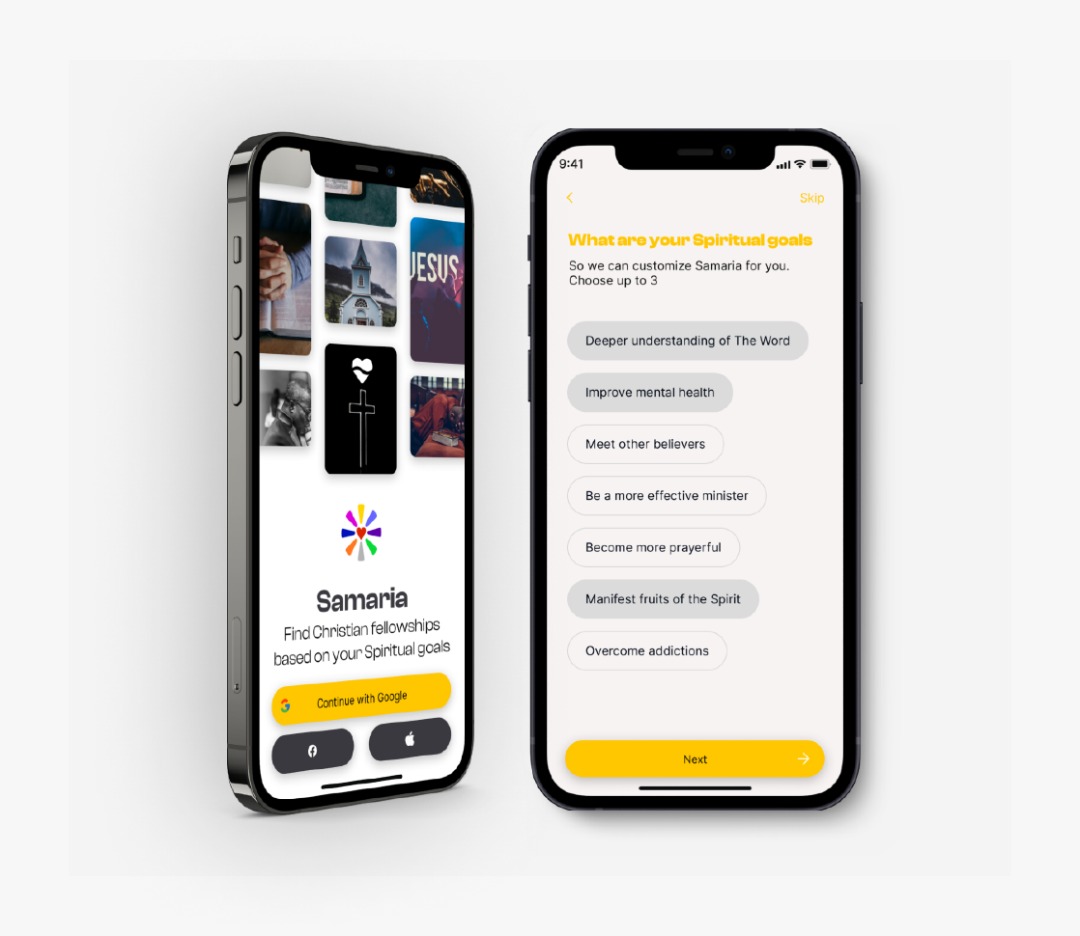 JESUS
Samaria
Find Christian fellowships
based on your Spiritual goals
Continue with Google
9:41
Skip
What are your Spiritual goals
So we can customize Samaria for you.
Choose up to 3
Deeper understanding of The Word
Improve mental health
Meet other believers
Be a more effective minister
Become more prayerful
Manifest fruits of the Spirit
Overcome addictions
Next